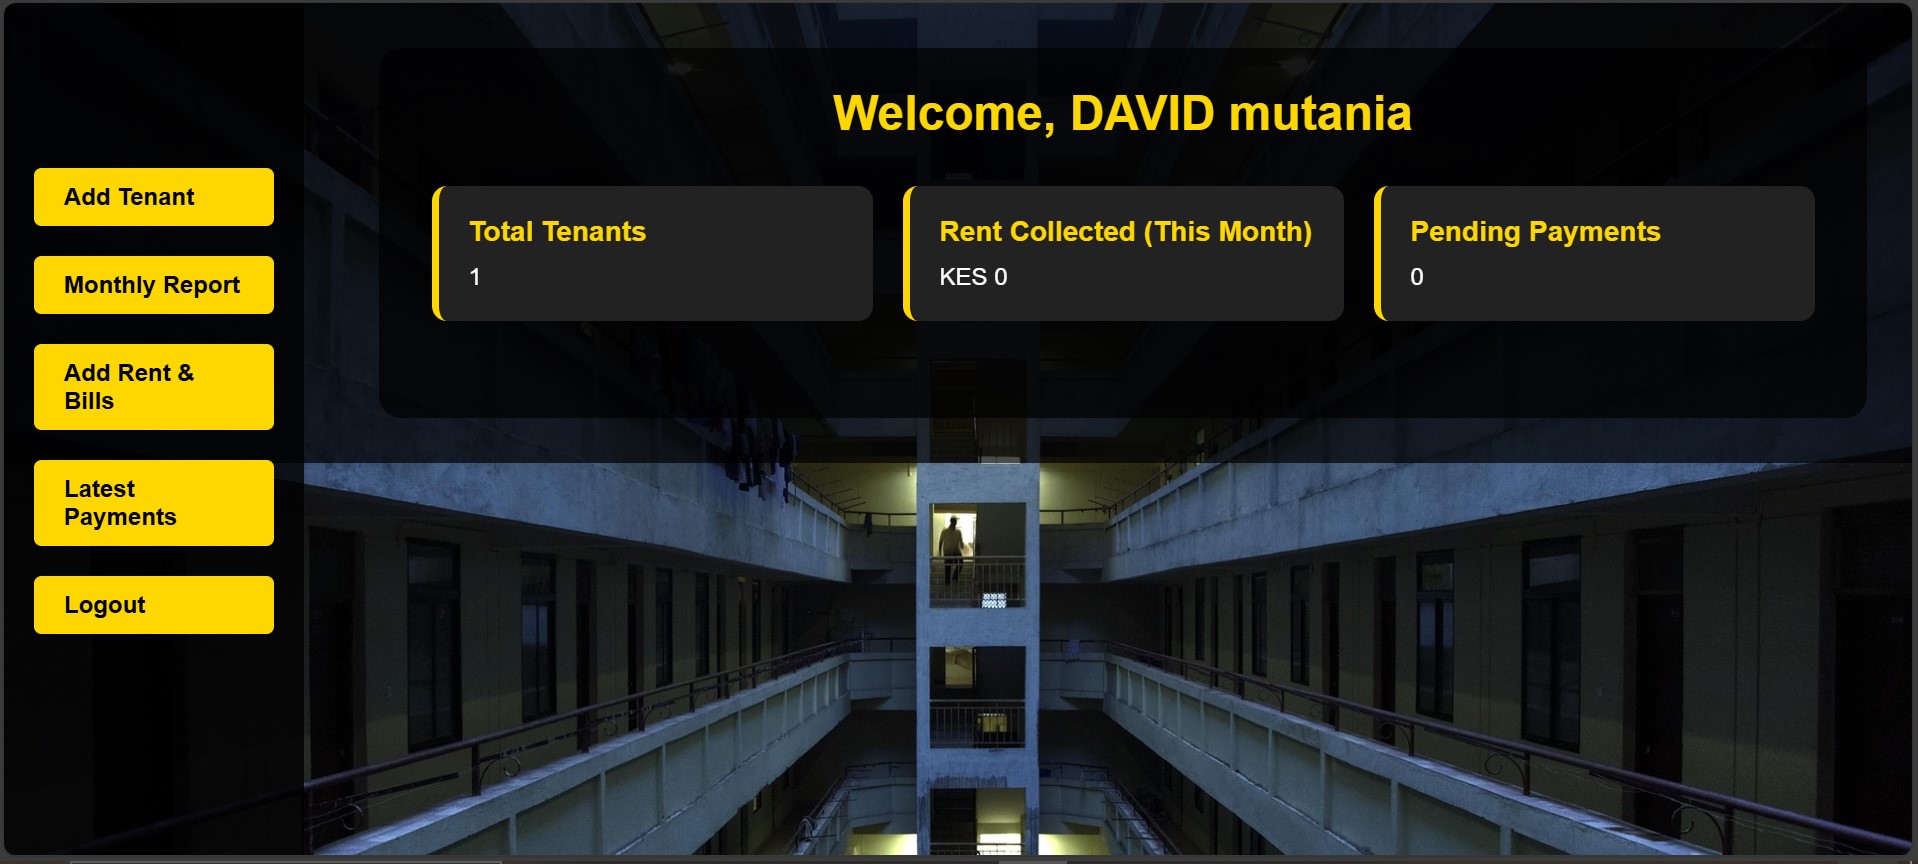 Welcome, DAVID mutania
Add Tenant
Monthly Report
Add Rent &
Bills
Latest
Payments
Logout
Total Tenants
1
Rent Collected (This Month)
KES 0
Pending Payments
0